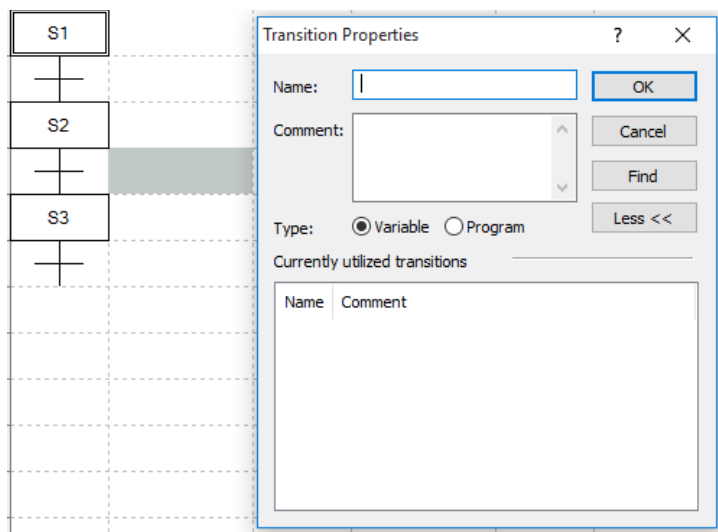 S1
S2
S3
Transition Properties
?
Name:
OK
Comment:
Cancel
Find
Type:
Variable
Program
Less <<
Currently utilized transitions
Name Comment